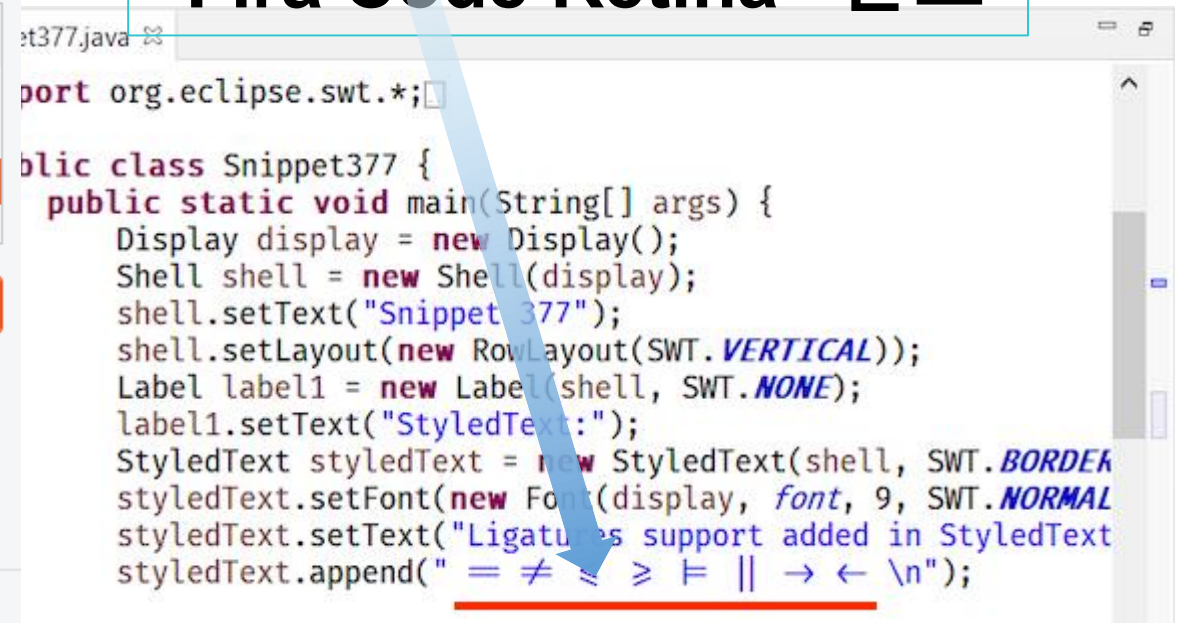 Fira Code Retina
et377.java
port org.eclipse.swt.*;
blic class Snippet377 {
public static void main(String[] args) {
Display display = new Display();
Shell shell = new Shell(display);
shell.setText("Snippet 377");
shell.setLayout(new RowLayout(SWT.VERTICAL));
Label label1 = new Label(shell, SWT.NONE);
label1.setText("StyledText:");
StyledText styledText = new StyledText(shell, SWT.BORDER
styledText.setFont(new Font(display, font, 9, SWT.NORMAL
styledText.setText("Ligatures support added in StyledText
styledText.append(" == ≠ ⩽ ⩾ ⊨ || → ← \n");